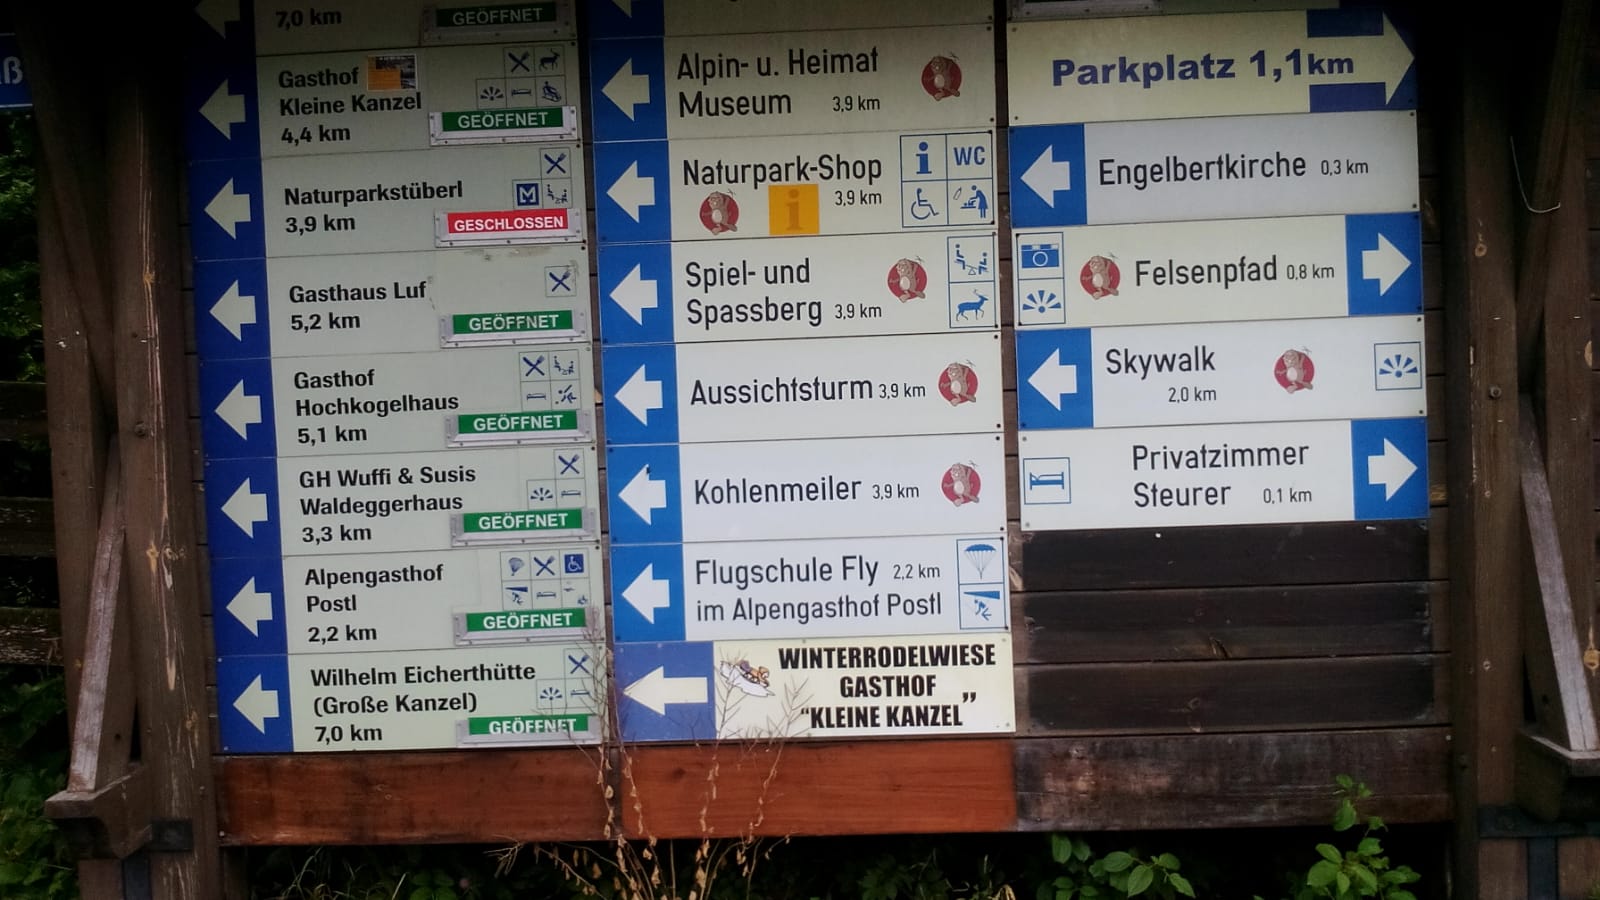 7,0 km
GEÖFFNET
Gasthof
Kleine Kanzel
4,4 km
GEÖFFNET
Naturparkstüberl
3,9 km
M
GESCHLOSSEN
Gasthaus Luf
5,2 km
GEÖFFNET
Gasthof
Hochkogelhaus
5,1 km
GEÖFFNET
GH Wuffi & Susis
Waldeggerhaus
3,3 km
GEÖFFNET
Alpengasthof
Postl
2,2 km
GEÖFFNET
Wilhelm Eicherthütte
(Große Kanzel)
7,0 km
GEÖFFNET
Alpin- u. Heimat
Museum 3,9 km
Naturpark-Shop
3,9 km
i
i WC
Spiel- und
Spassberg 3,9 km
Aussichtsturm 3,9 km
Kohlenmeiler 3,9 km
Flugschule Fly 2,2 km
im Alpengasthof Postl
WINTERRODELWIESE
GASTHOF
"KLEINE KANZEL"
Parkplatz 1,1km
Engelbertkirche 0,3 km
Felsenpfad 0,8 km
Skywalk
2,0 km
Privatzimmer
Steurer 0,1 km